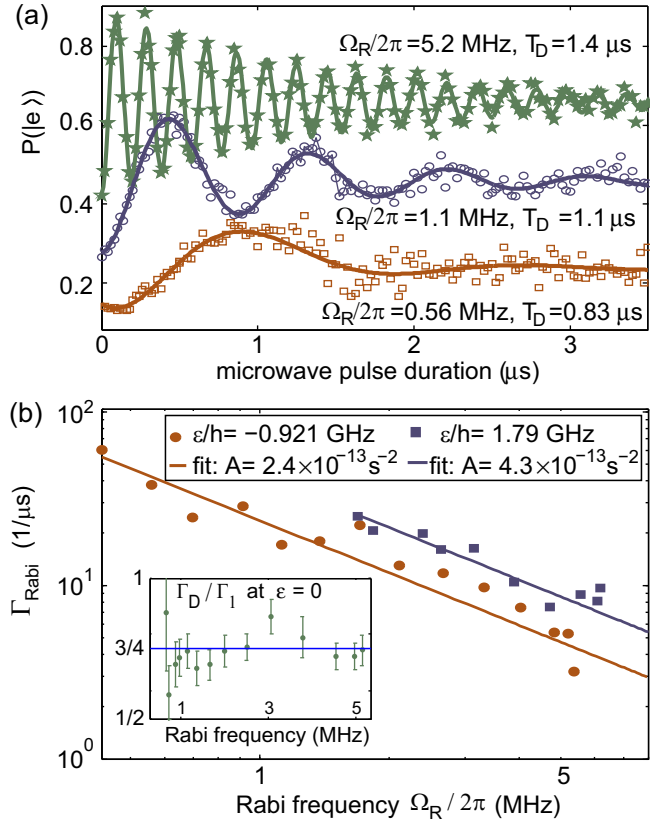 (a)
0.8
0.6
0.4
0.2
P(|e⟩)
Ω_R/2π=5.2 MHz, T_D=1.4 μs
Ω_R/2π=1.1 MHz, T_D=1.1 μs
Ω_R/2π=0.56 MHz, T_D=0.83 μs
0 1 2 3
microwave pulse duration (μs)
(b)
10^2
10^1
10^0
Γ_Rabi (1/μs)
ε/h= −0.921 GHz ε/h= 1.79 GHz
fit: A= 2.4×10^−13 s^−2 fit: A= 4.3×10^−13 s^−2
Γ_D/Γ_1 at ε = 0
1
3/4
1/2
1 3 5
Rabi frequency (MHz)
1 5
Rabi frequency Ω_R/2π (MHz)